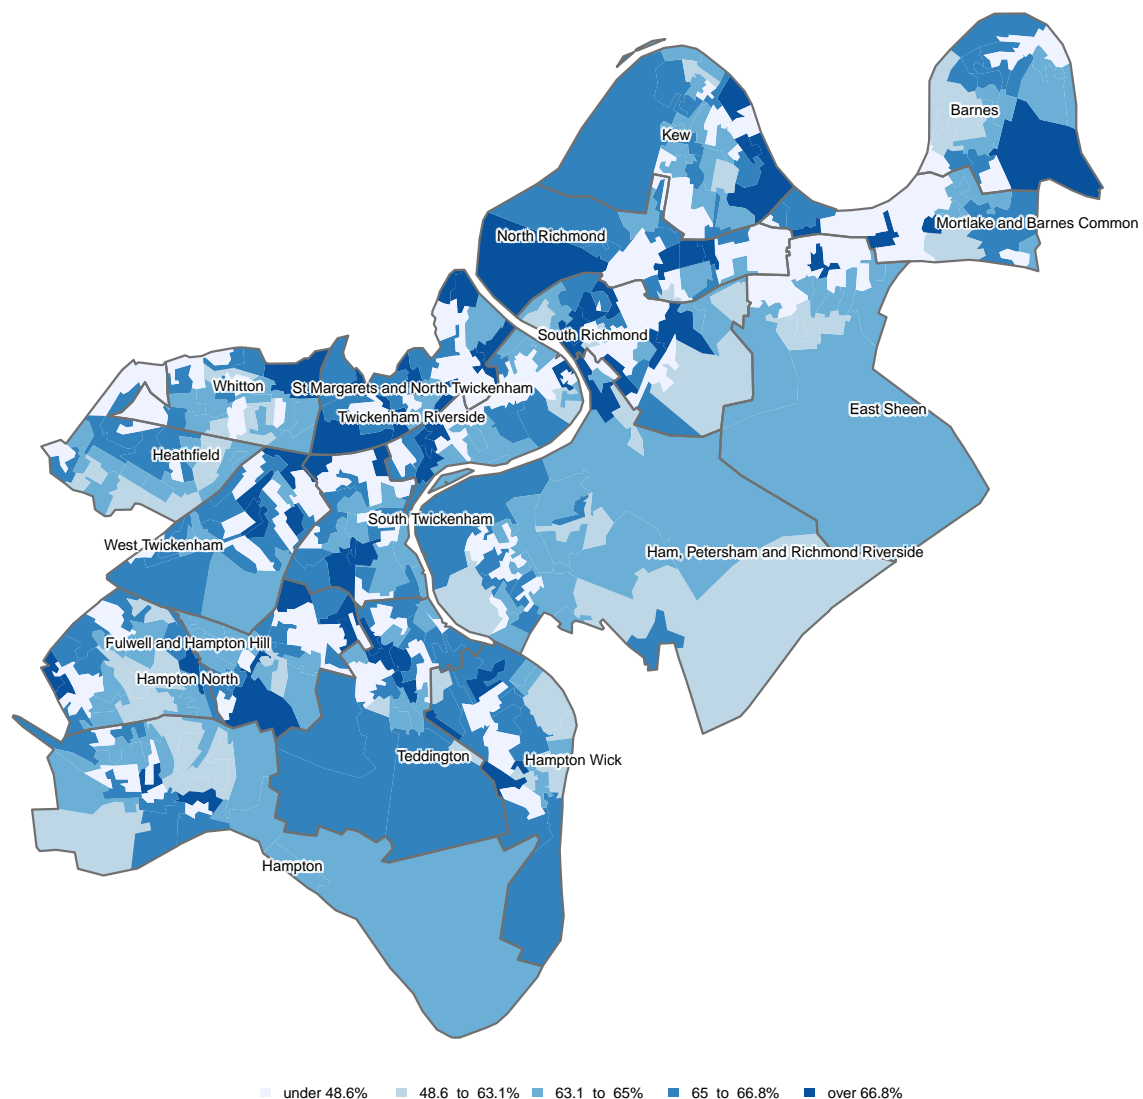 Barnes
Kew
Mortlake and Barnes Common
North Richmond
South Richmond
Whitton
St Margarets and North Twickenham
East Sheen
Twickenham Riverside
Heathfield
South Twickenham
West Twickenham
Ham, Petersham and Richmond Riverside
Fulwell and Hampton Hill
Hampton North
Teddington
Hampton Wick
Hampton
under 48.6%
48.6 to 63.1%
63.1 to 65%
65 to 66.8%
over 66.8%